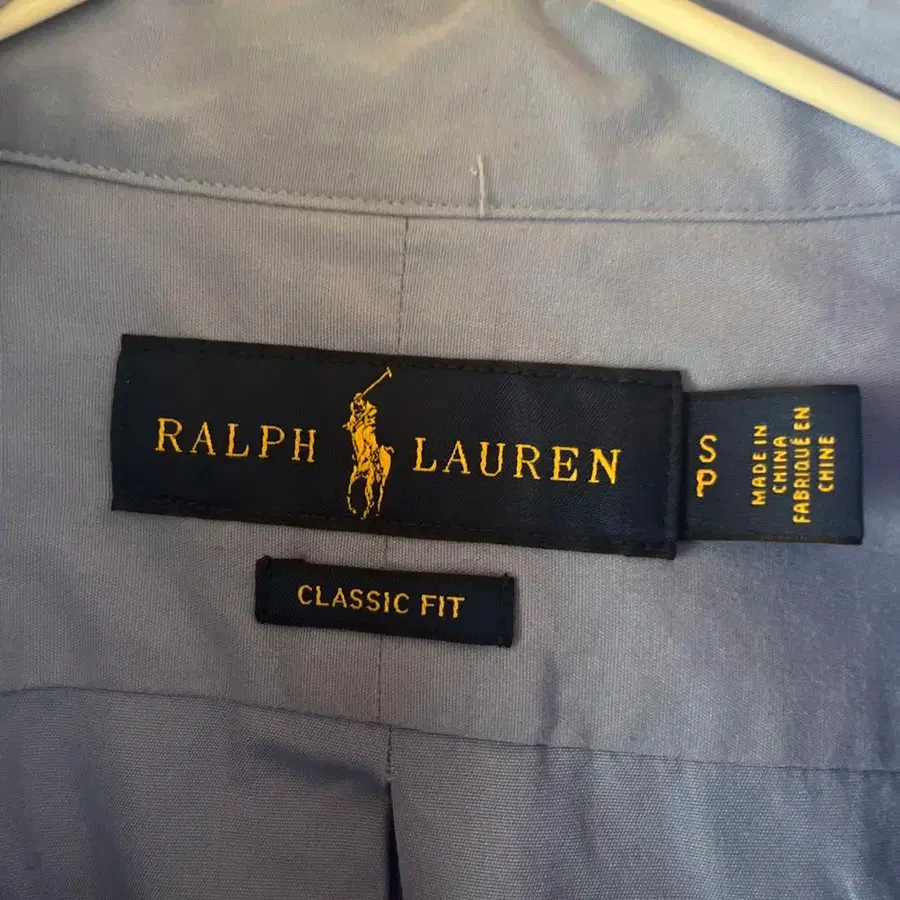 RALPH LAUREN
S
P
MADE IN
CHINA
FABRIQUÉ EN
CHINE
CLASSIC FIT